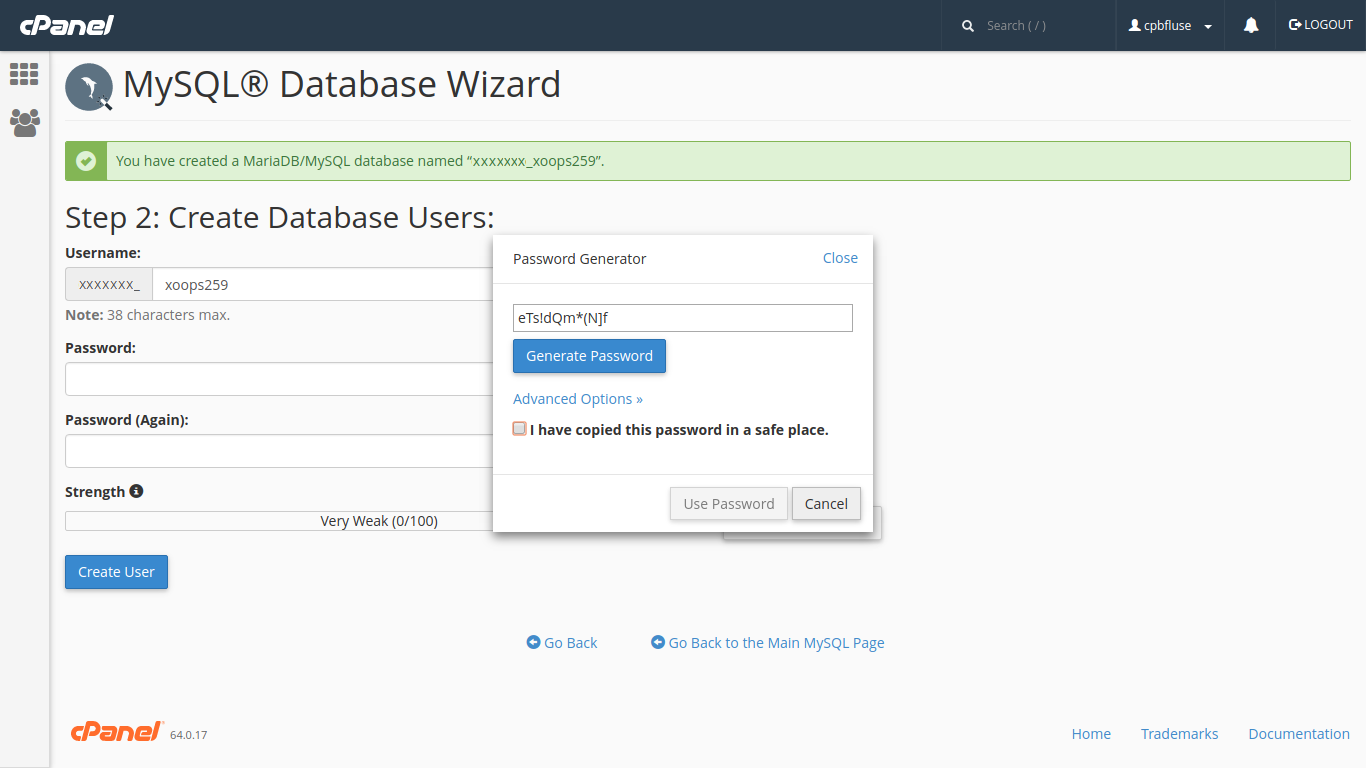 cPanel
Search ( / )
cpbfluse
LOGOUT
MySQL® Database Wizard
You have created a MariaDB/MySQL database named “xxxxxxx_xoops259”.
Step 2: Create Database Users:
Username:
xxxxxxx_ xoops259
Note: 38 characters max.
Password:
Password (Again):
Strength
Very Weak (0/100)
Create User
Password Generator
Close
eTs!dQm*(N]f
Generate Password
Advanced Options »
I have copied this password in a safe place.
Use Password
Cancel
Go Back
Go Back to the Main MySQL Page
cPanel 64.0.17
Home
Trademarks
Documentation